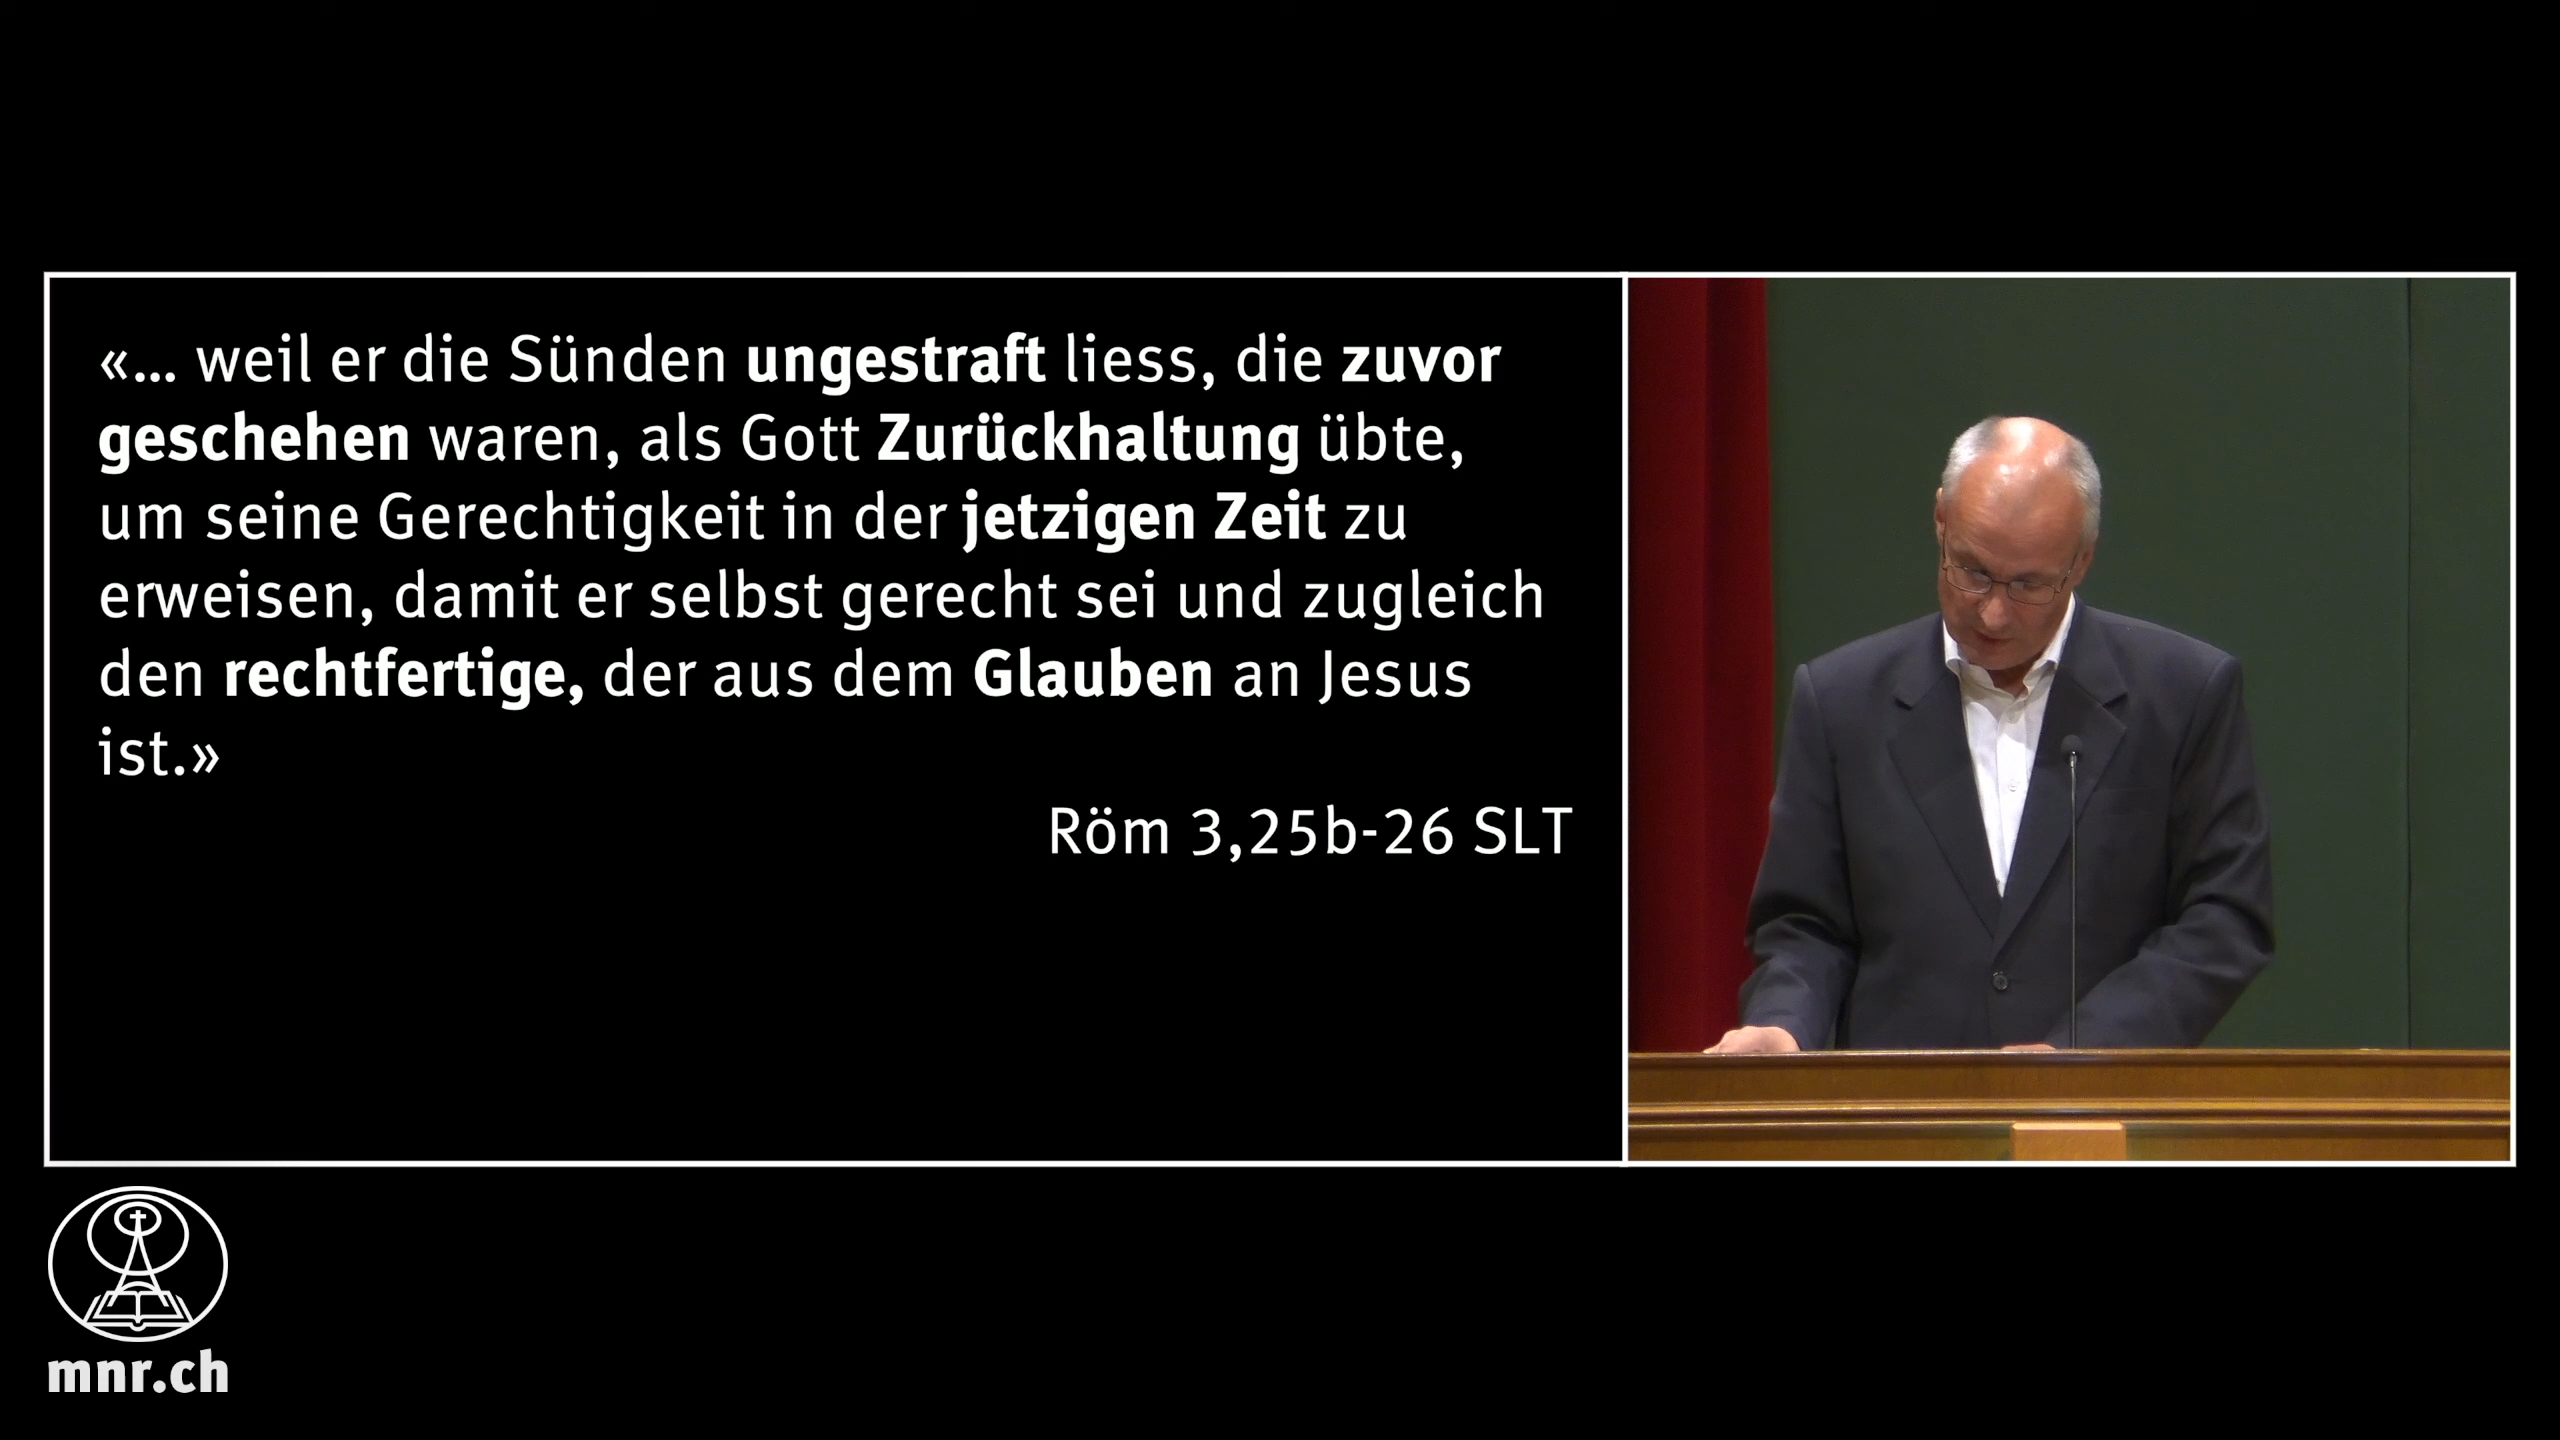 «... weil er die Sünden ungestraft liess, die zuvor
geschehen waren, als Gott Zurückhaltung übte,
um seine Gerechtigkeit in der jetzigen Zeit zu
erweisen, damit er selbst gerecht sei und zugleich
den rechtfertige, der aus dem Glauben an Jesus
ist.»
Röm 3,25b-26 SLT
mnr.ch